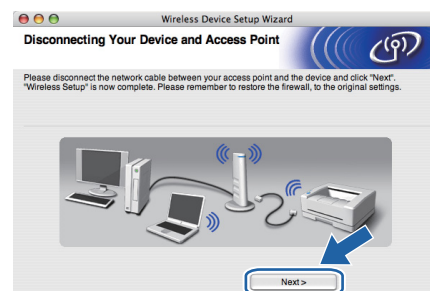 Wireless Device Setup Wizard
Disconnecting Your Device and Access Point
Please disconnect the network cable between your access point and the device and click "Next".
"Wireless Setup" is now complete. Please remember to restore the firewall, to the original settings.
Next >